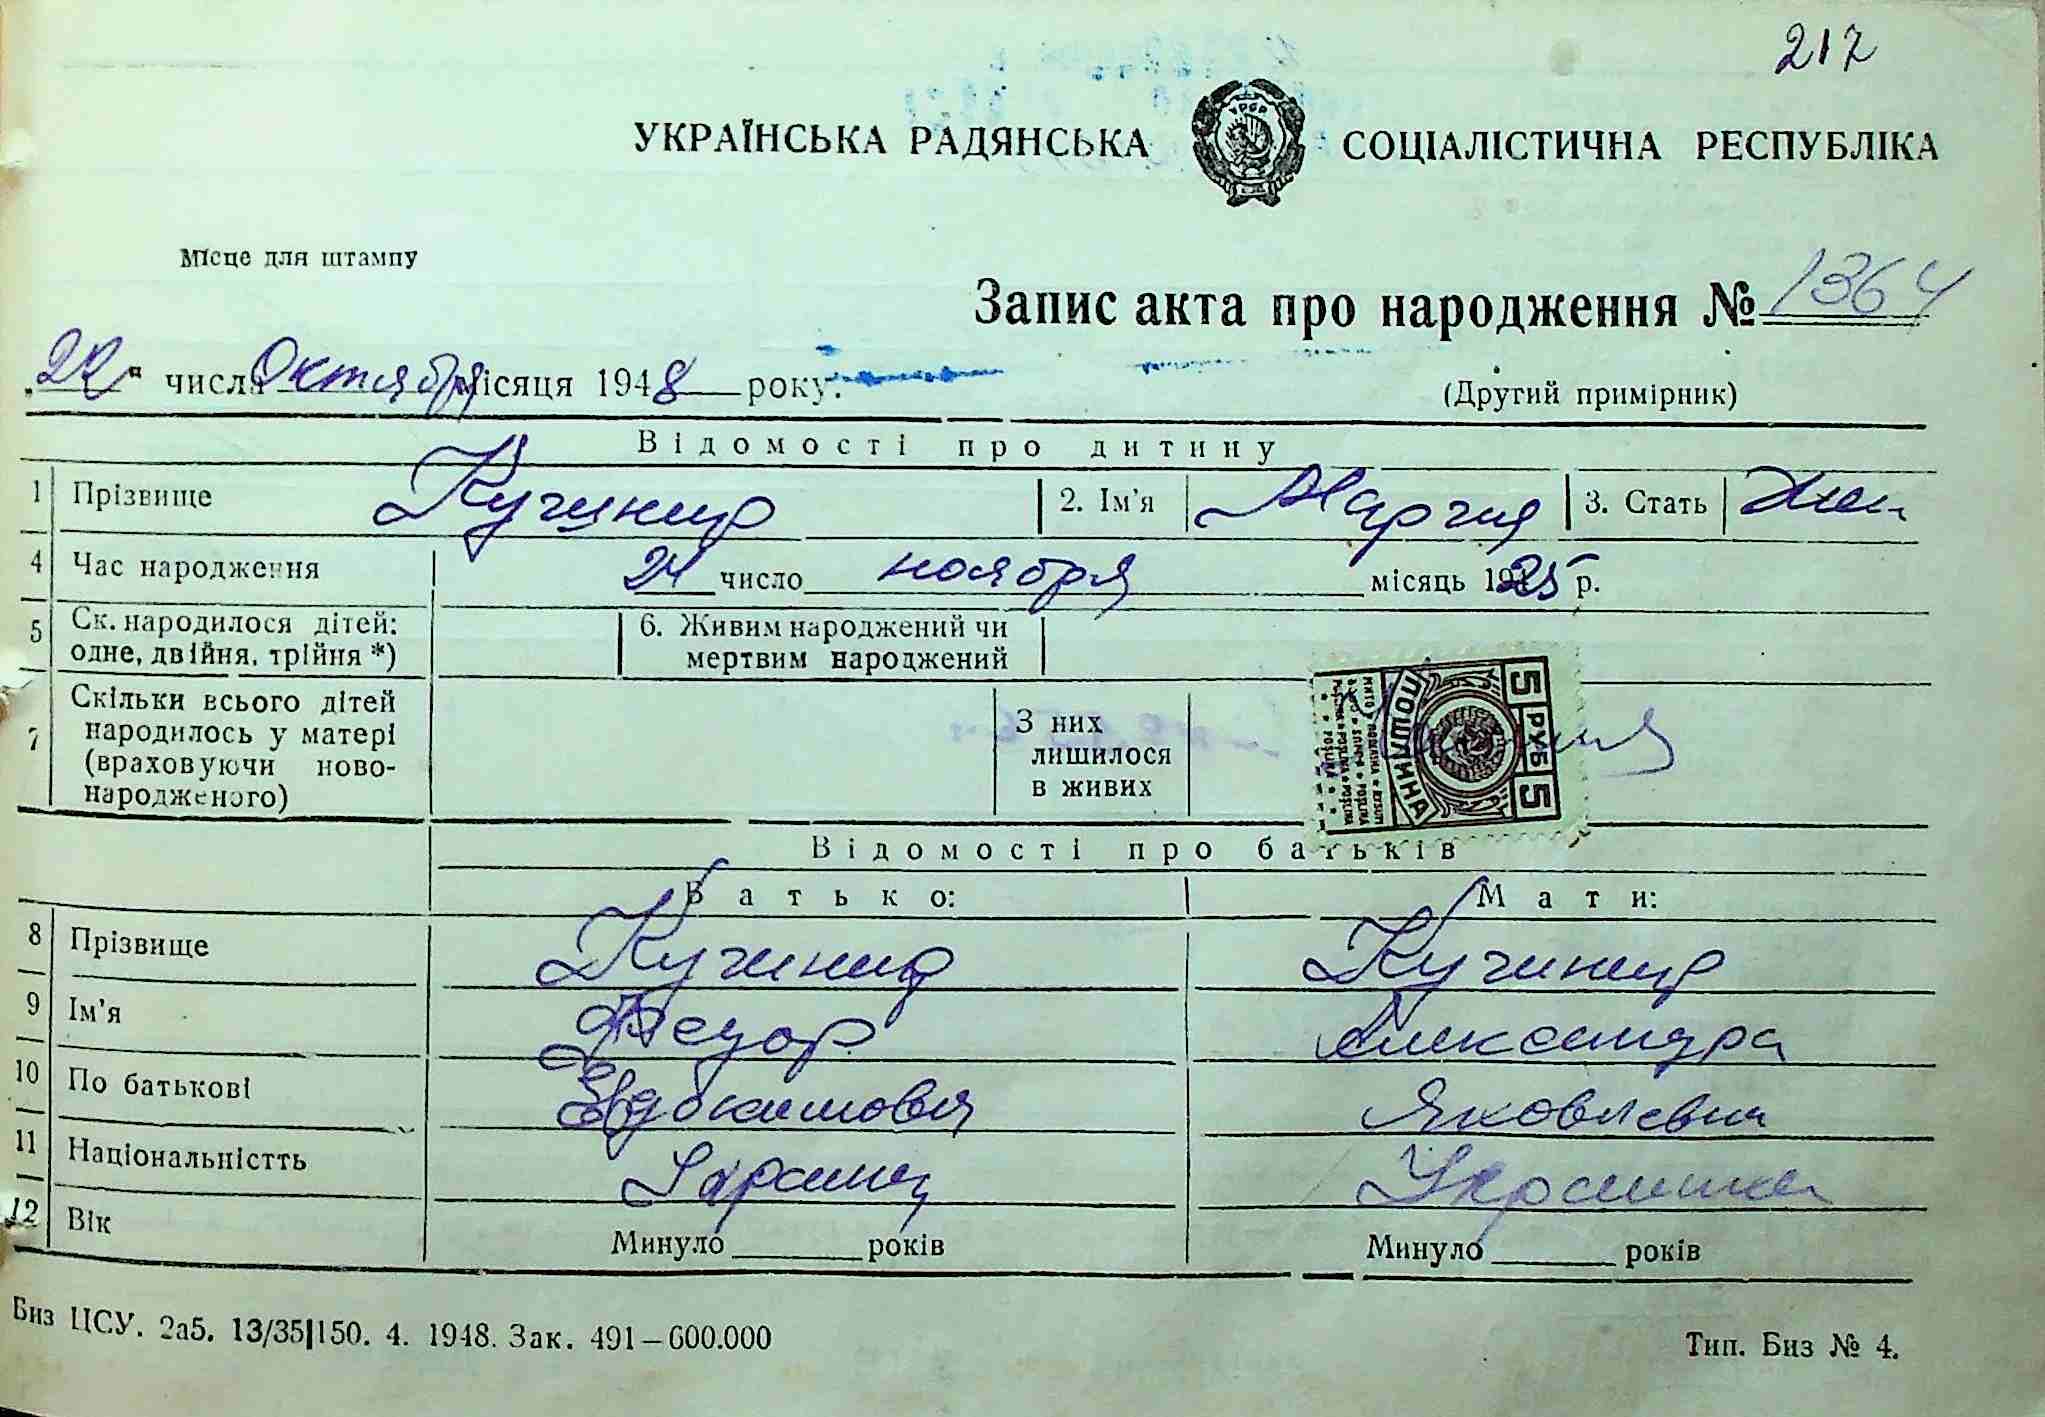 217
УКРАЇНСЬКА РАДЯНСЬКА СОЦІАЛІСТИЧНА РЕСПУБЛІКА
Місце для штампу
Запис акта про народження № 1364
„22" числа Октября місяця 1948 року.
(Другий примірник)
Відомості про дитину
1 Прізвище Кучинир 2. Ім'я Мария 3. Стать Жен
4 Час народження 24 число ноября місяць 1925 р.
5 Ск. народилося дітей: одне, двійня, трійня *) 6. Живим народжений чи мертвим народжений
7 Скільки всього дітей народилось у матері (враховуючи новонародженого) З них лишилося в живих
5 РУБ 5
ПОШЛИННА
Відомості про батьків
Батько: Мати:
8 Прізвище Кучинир Кучинир
9 Ім'я Федор Александра
10 По батькові Евдокимович Яковлевна
11 Національністть Украинец Украинка
12 Вік Минуло років Минуло років
Биз ЦСУ. 2а5. 13/35|150. 4. 1948. Зак. 491—600.000
Тип. Биз № 4.